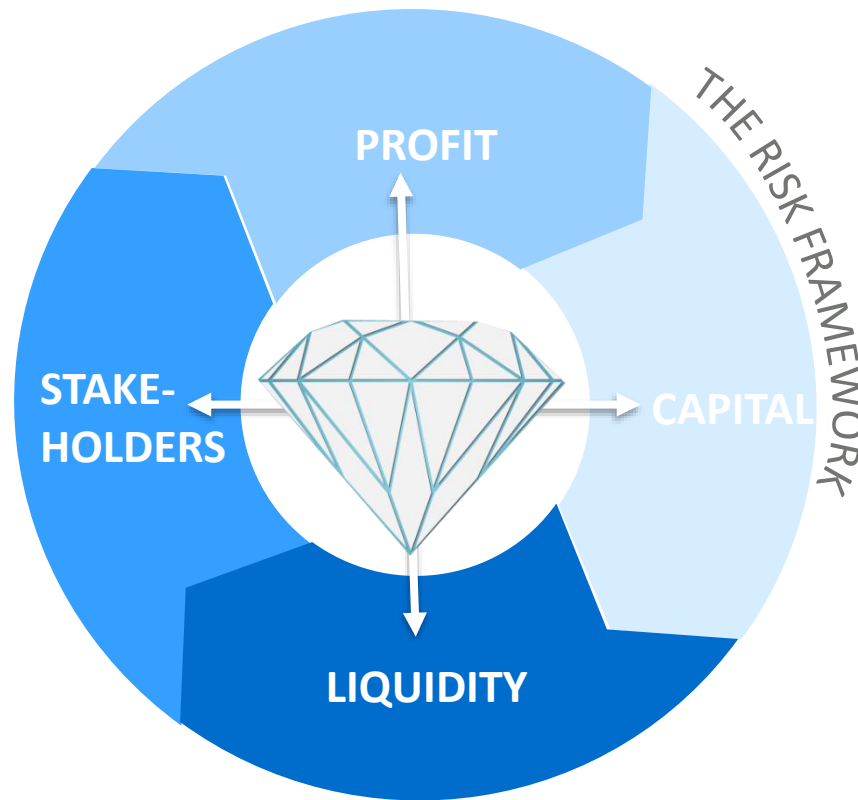 PROFIT
THE RISK FRAMEWORK
STAKE-
HOLDERS
CAPITAL
LIQUIDITY